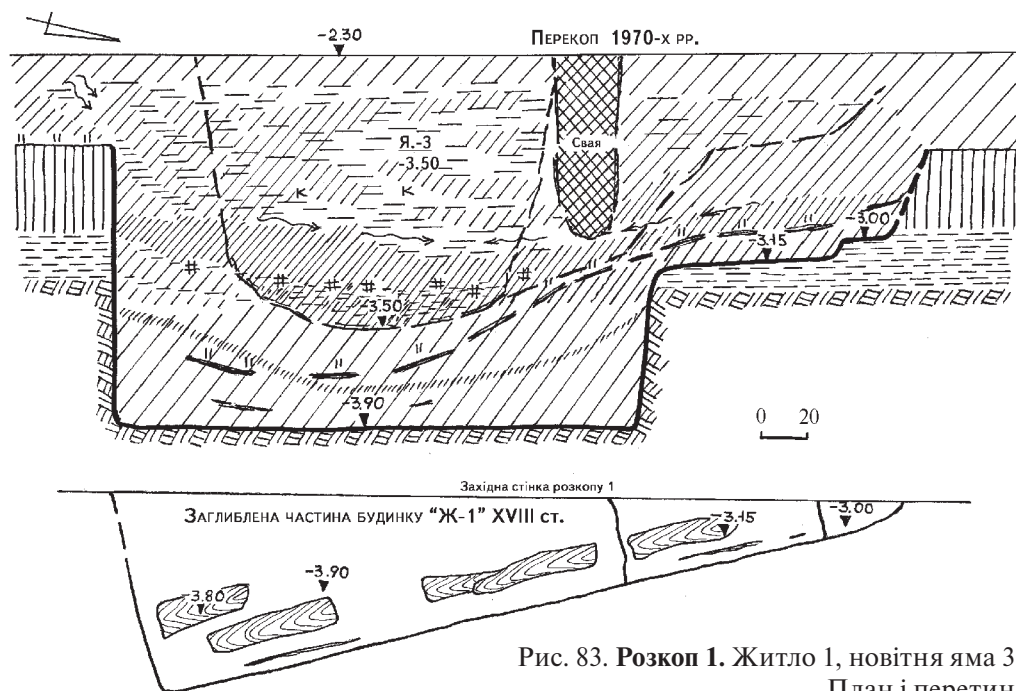 -2.30
Перекоп 1970-х рр.
Я.-3
-3.50
Свая
К К
-3.00
-3.15
-3.50
-3.90
0 20
Західна стінка розкопу 1
Заглиблена частина будинку "Ж-1" XVIII ст.
-3.15
-3.00
-3.90
-3.80
Рис. 83. Розкоп 1. Житло 1, новітня яма 3
План і перетин